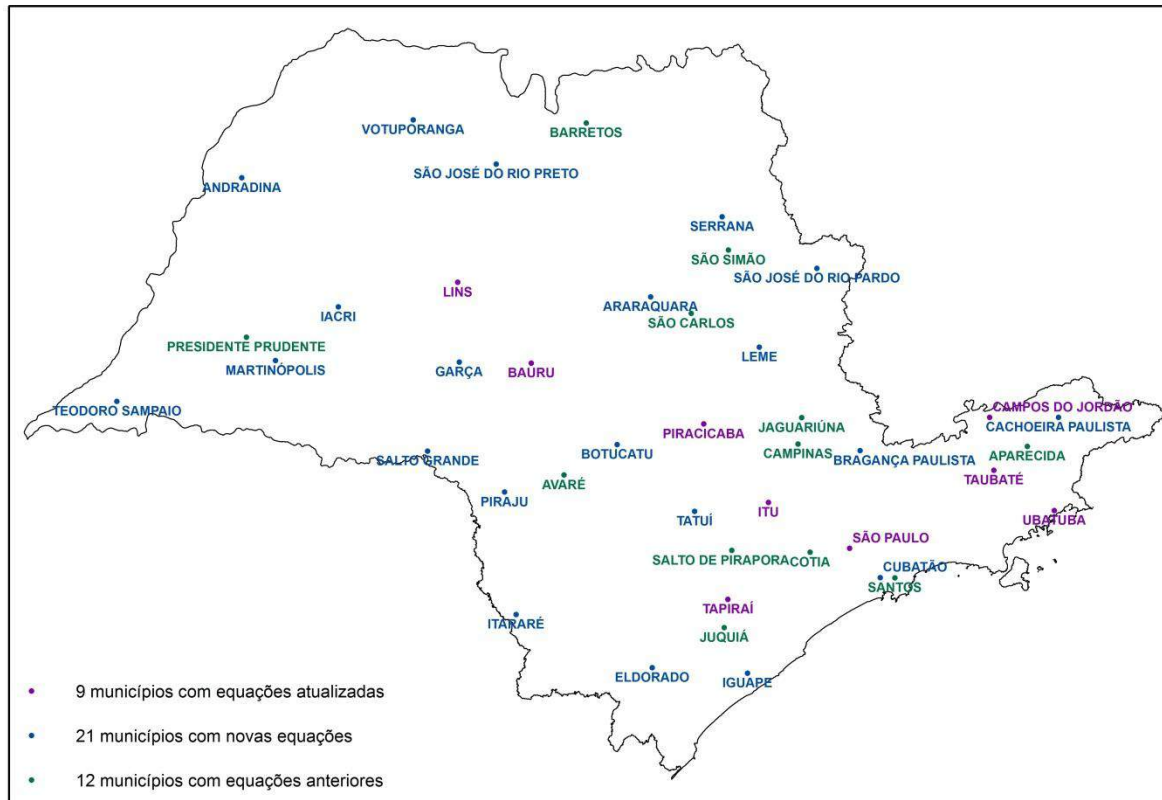 VOTUPORANGA
BARRETOS
SÃO JOSÉ DO RIO PRETO
ANDRADINA
SERRANA
SÃO SIMÃO
SÃO JOSÉ DO RIO PARDO
LINS
ARARAQUARA
IACRI
SÃO CARLOS
PRESIDENTE PRUDENTE
LEME
MARTINÓPOLIS
GARÇA
BAURU
TEODORO SAMPAIO
CAMPOS DO JORDÃO
CACHOEIRA PAULISTA
PIRACICABA
JAGUARIÚNA
CAMPINAS
BOTUCATU
BRAGANÇA PAULISTA
APARECIDA
SALTO GRANDE
TAUBATÉ
AVARÉ
PIRAJU
TATUÍ
ITU
UBATUBA
SÃO PAULO
SALTO DE PIRAPORA
COTIA
CUBATÃO
SANTOS
TAPIRAÍ
ITARARÉ
JUQUIÁ
ELDORADO
IGUAPE
9 municípios com equações atualizadas
21 municípios com novas equações
12 municípios com equações anteriores